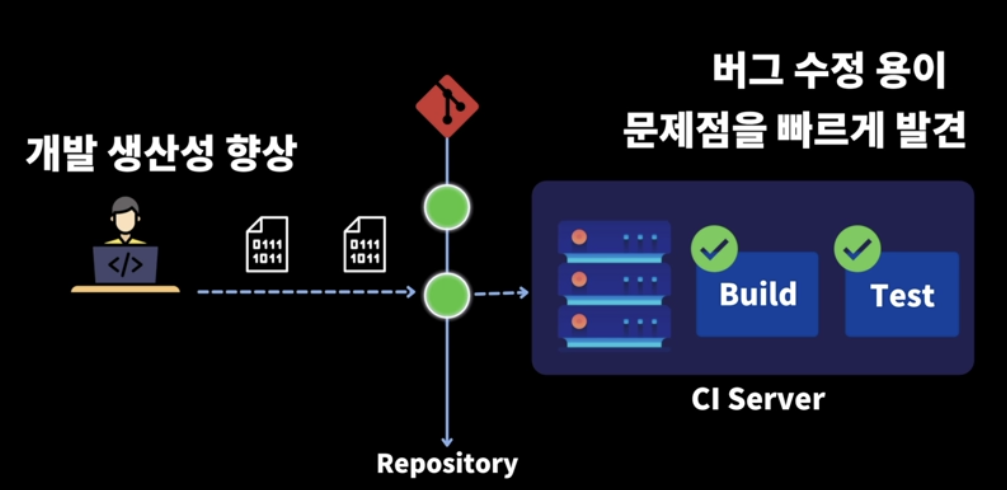 버그 수정 용이
문제점을 빠르게 발견
개발 생산성 향상
</>
0111
1011
0111
1011
Build
Test
CI Server
Repository